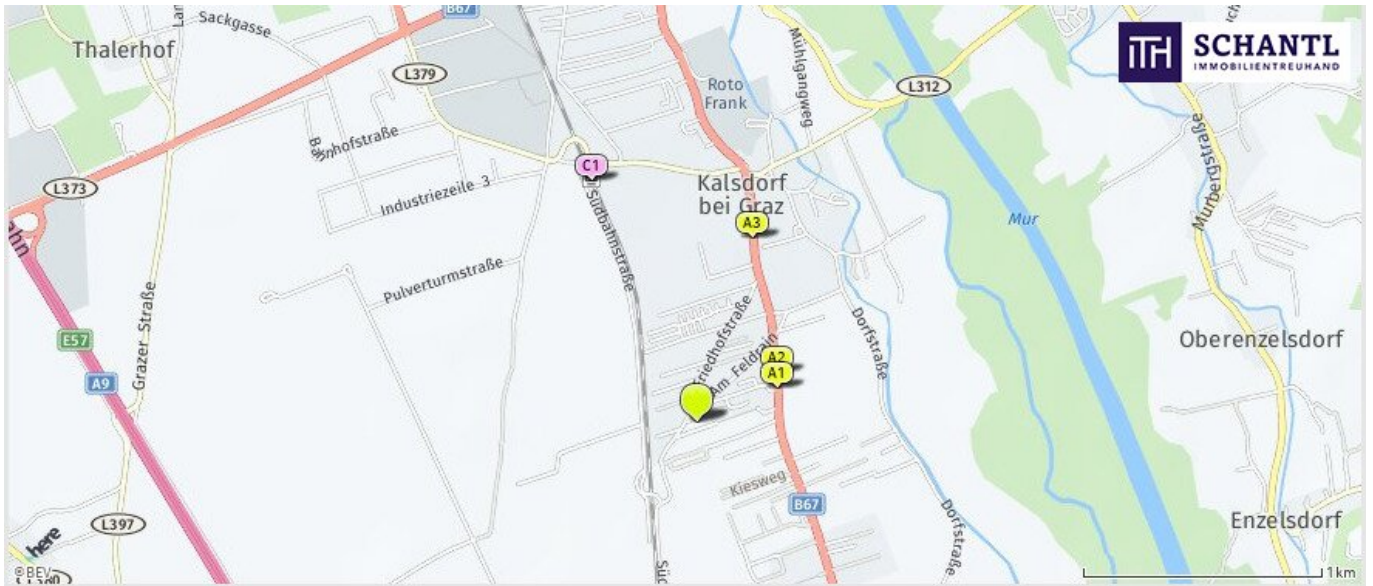 Sackgasse
Thalerhof
B67
L379
Roto
Frank
Mühlgangweg
L312
SCHANTL
IMMOBILIENTREUHAND
ITH
Murbergstraße
Bahnhofstraße
L373
Industriezeile 3
C1
Südbahnstraße
Kalsdorf
bei Graz
A3
Mur
Pulverturmstraße
Grazer Straße
E57
A9
Friedhofstraße
Am Feldrain
A2
A1
Dorfstraße
Oberenzelsdorf
Kiesweg
B67
Dorfstraße
L397
Enzelsdorf
here
©BEV
1km